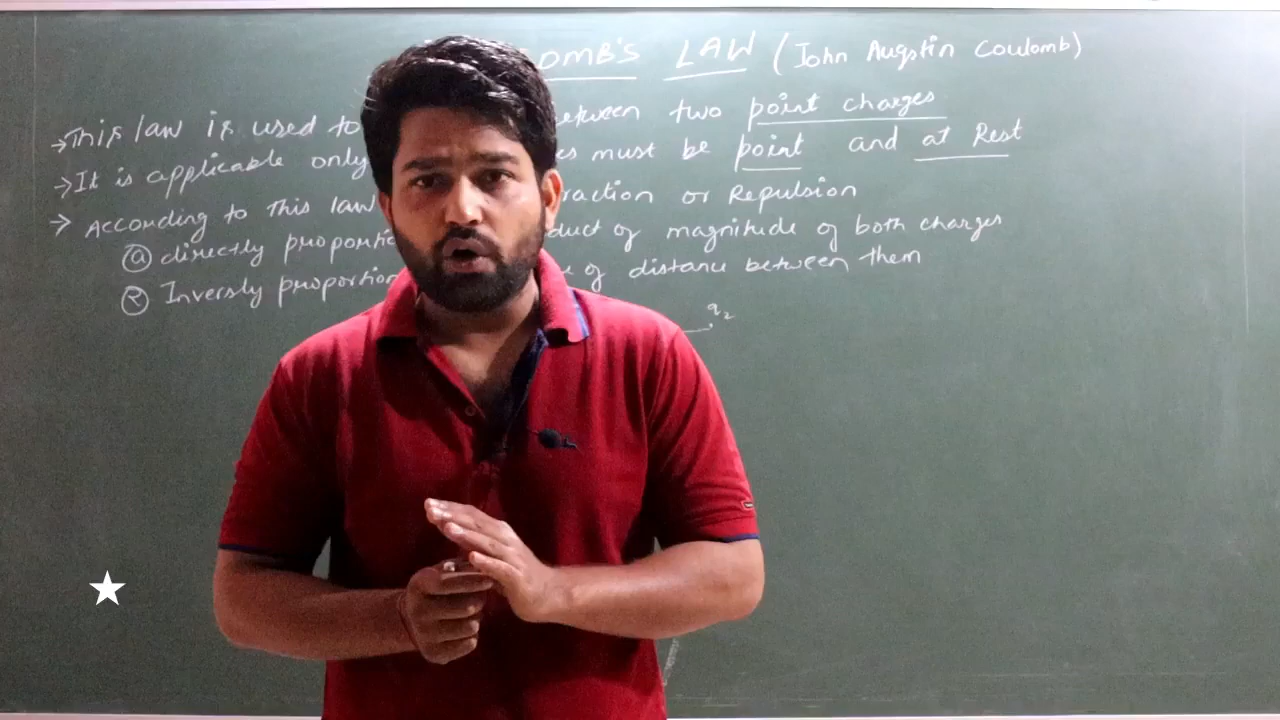 OMB'S LAW (John Augstin Coulomb)
→ This law is used to etween two point charges
→ It is applicable only es must be point and at Rest
→ According to this law raction or Repulsion
ⓐ directly proportio duct of magnitude of both charges
② Inversly proportion e of distance between them
q2